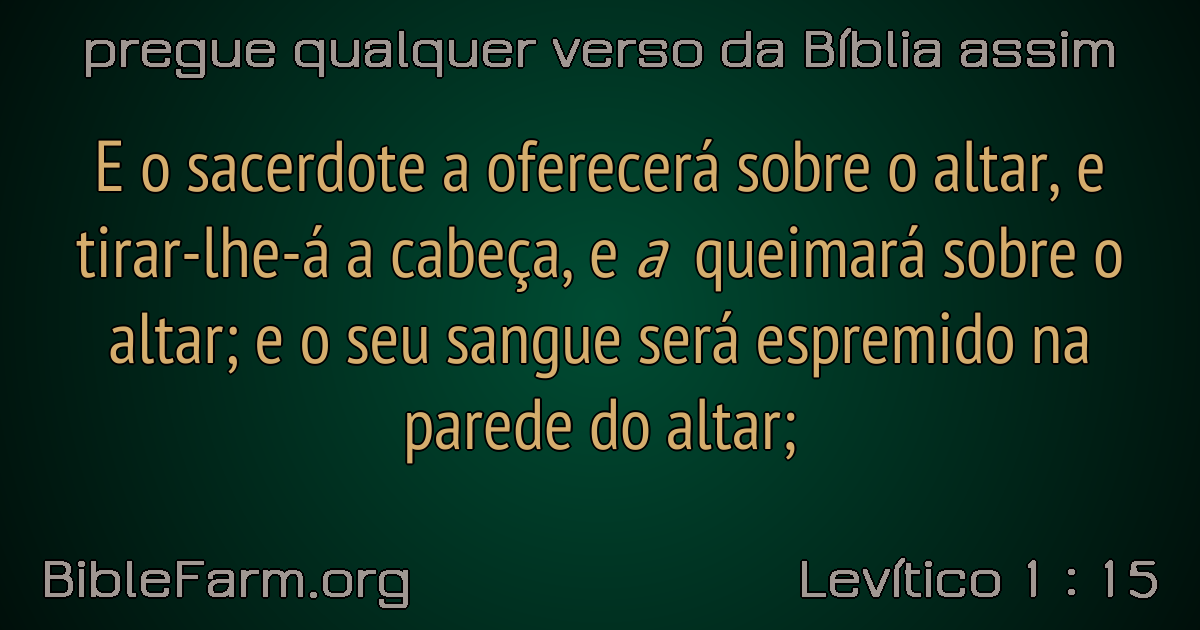 pregue qualquer verso da Bíblia assim
E o sacerdote a oferecerá sobre o altar, e
tirar-lhe-á a cabeça, e a queimará sobre o
altar; e o seu sangue será espremido na
parede do altar;
BibleFarm.org
Levítico 1 : 15